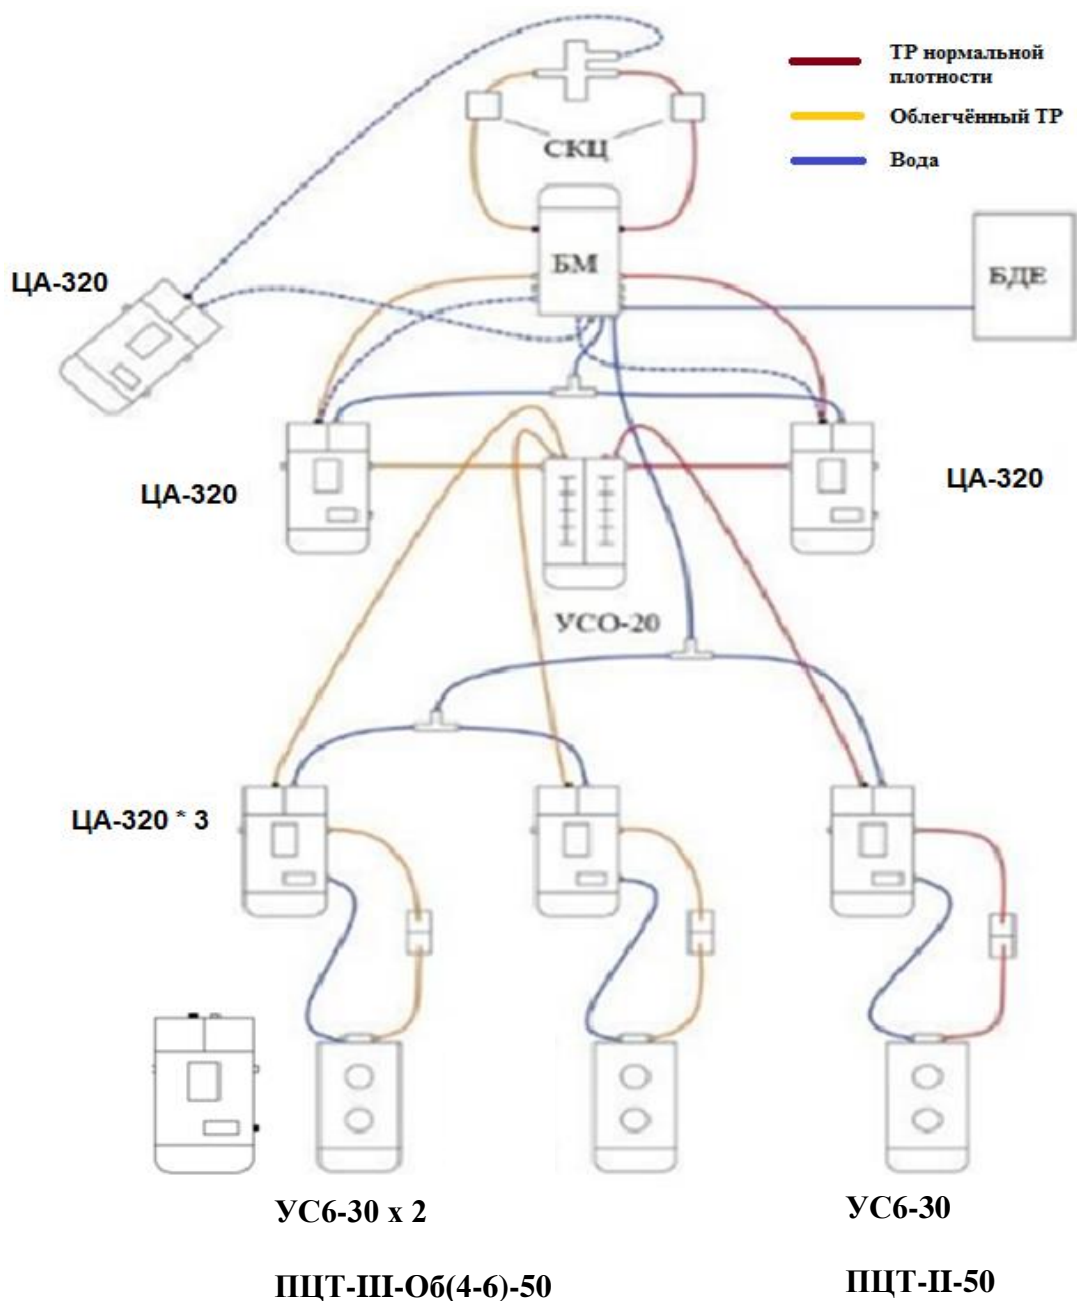 ТР нормальной
плотности
Облегчённый ТР
СКЦ
Вода
БМ
ЦА-320
БДЕ
ЦА-320
ЦА-320
УСО-20
ЦА-320 * 3
УС6-30 х 2
УС6-30
ПЦТ-III-Об(4-6)-50
ПЦТ-II-50